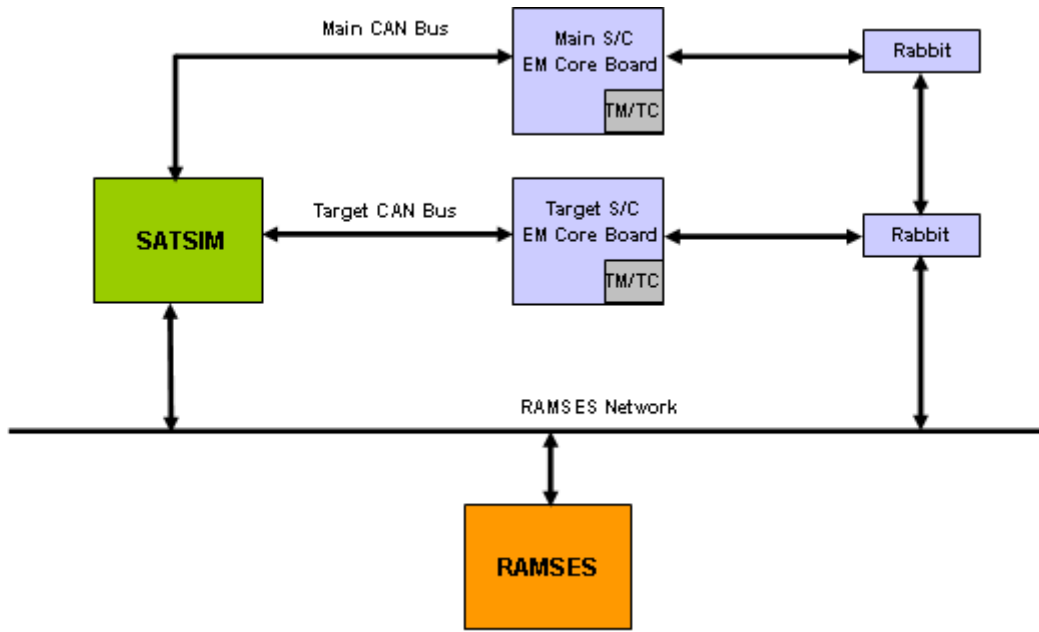 Main CAN Bus
Main S/C
EM Core Board
TM/TC
Rabbit
SATSIM
Target CAN Bus
Target S/C
EM Core Board
TM/TC
Rabbit
RAMSES Network
RAMSES